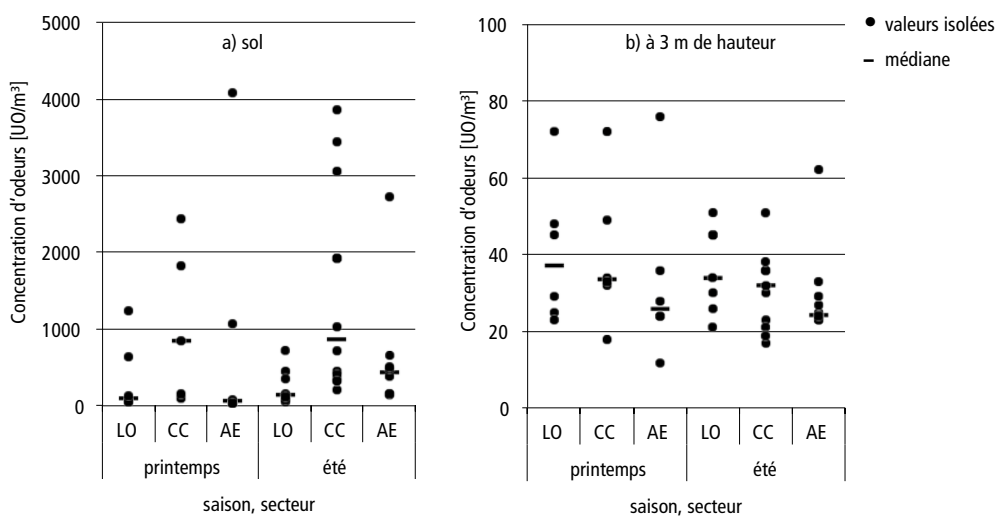 a) sol
Concentration d'odeurs [UO/m³]
5000
4000
3000
2000
1000
0
LO CC AE LO CC AE
printemps été
saison, secteur
b) à 3 m de hauteur
Concentration d'odeurs [UO/m³]
100
80
60
40
20
0
LO CC AE LO CC AE
printemps été
saison, secteur
valeurs isolées
médiane